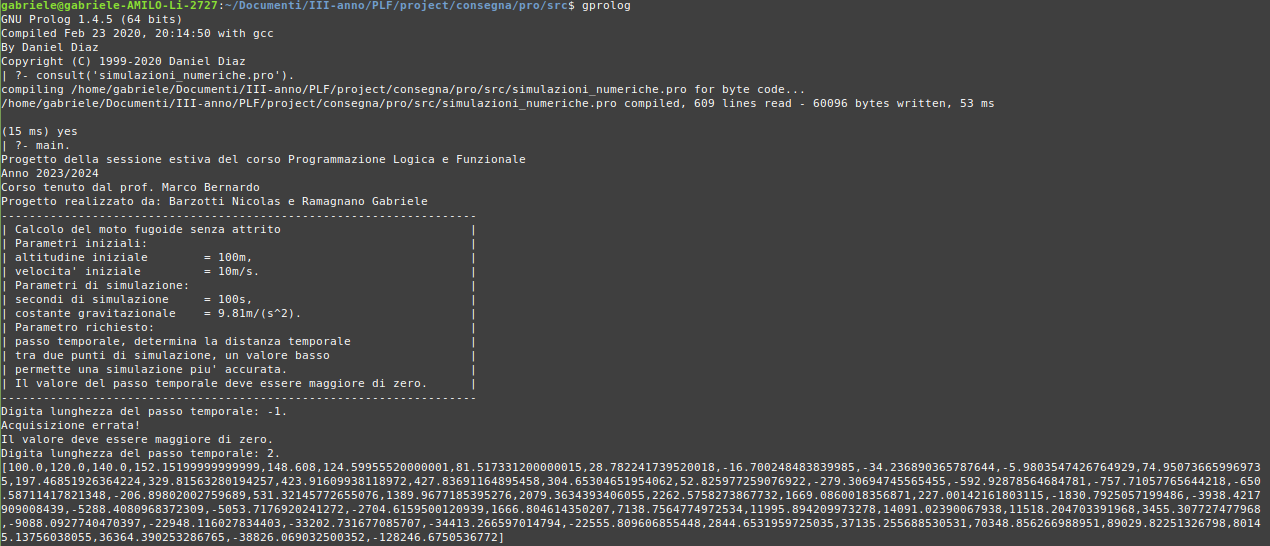 gabriele@gabriele-AMILO-Li-2727:~/Documenti/III-anno/PLF/project/consegna/pro/src$ gprolog
GNU Prolog 1.4.5 (64 bits)
Compiled Feb 23 2020, 20:14:50 with gcc
By Daniel Diaz
Copyright (C) 1999-2020 Daniel Diaz
| ?- consult('simulazioni_numeriche.pro').
compiling /home/gabriele/Documenti/III-anno/PLF/project/consegna/pro/src/simulazioni_numeriche.pro for byte code...
/home/gabriele/Documenti/III-anno/PLF/project/consegna/pro/src/simulazioni_numeriche.pro compiled, 609 lines read - 60096 bytes written, 53 ms

(15 ms) yes
| ?- main.
Progetto della sessione estiva del corso Programmazione Logica e Funzionale
Anno 2023/2024
Corso tenuto dal prof. Marco Bernardo
Progetto realizzato da: Barzotti Nicolas e Ramagnano Gabriele
-------------------------------------------------------------------
| Calcolo del moto fugoide senza attrito                           |
| Parametri iniziali:                                              |
| altitudine iniziale        = 100m,                               |
| velocita' iniziale         = 10m/s.                              |
| Parametri di simulazione:                                        |
| secondi di simulazione     = 100s,                               |
| costante gravitazionale    = 9.81m/(s^2).                        |
| Parametro richiesto:                                             |
| passo temporale, determina la distanza temporale                 |
| tra due punti di simulazione, un valore basso                    |
| permette una simulazione piu' accurata.                          |
| Il valore del passo temporale deve essere maggiore di zero.      |
-------------------------------------------------------------------
Digita lunghezza del passo temporale: -1.
Acquisizione errata!
Il valore deve essere maggiore di zero.
Digita lunghezza del passo temporale: 2.
[100.0,120.0,140.0,152.15199999999999,148.608,124.59955520000001,81.517331200000015,28.782241739520018,-16.700248483839985,-34.236890365787644,-5.9803547426764929,74.95073665996973
5,197.46851926364224,329.81563280194257,423.91609938118972,427.83691164895458,304.65304651954062,52.825977259076922,-279.30694745565455,-592.92878564684781,-757.71057765644218,-650
.58711417821348,-206.89802002759689,531.32145772655076,1389.9677185395276,2079.3634393406055,2262.5758273867732,1669.0860018356871,227.00142161803115,-1830.7925057199486,-3938.4217
909008439,-5288.4080968372309,-5053.7176920241272,-2704.6159500120939,1666.804614350207,7138.7564774972534,11995.894209973278,14091.02390067938,11518.204703391968,3455.307727477968
,-9088.0927740470397,-22948.116027834403,-33202.731677085707,-34413.266597014794,-22555.809606855448,2844.6531959725035,37135.255688530531,70348.856266988951,89029.82251326798,8014
5.13756038055,36364.390253286765,-38826.069032500352,-128246.6750536772]